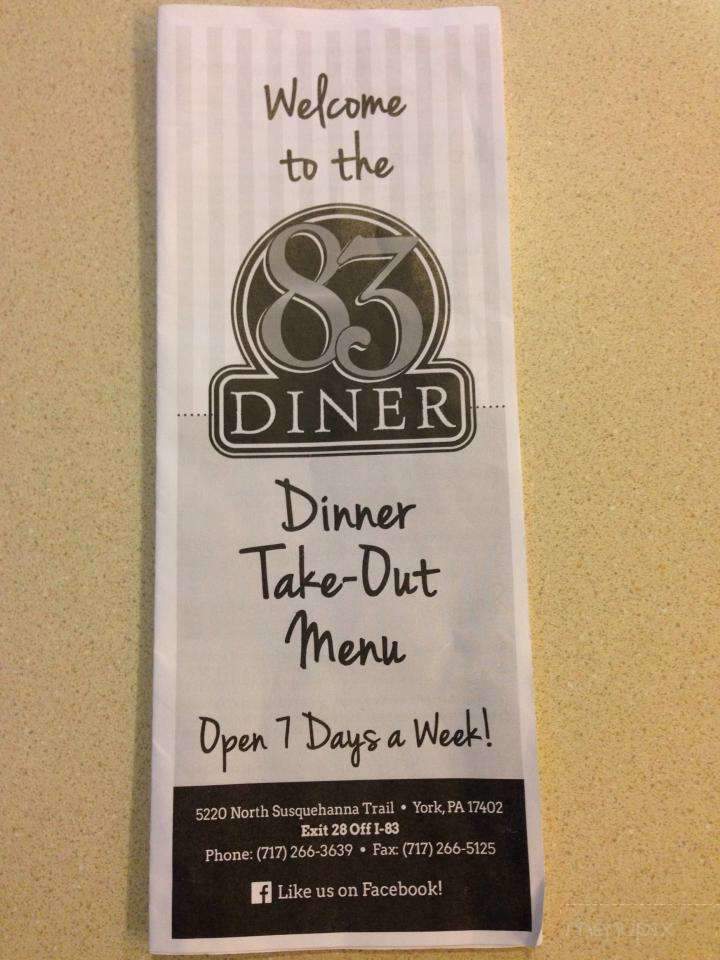 Welcome
to the
83
DINER
Dinner
Take-Out
Menu
Open 7 Days a Week!
5220 North Susquehanna Trail • York, PA 17402
Exit 28 Off I-83
Phone: (717) 266-3639 • Fax: (717) 266-5125
f Like us on Facebook!
menupix